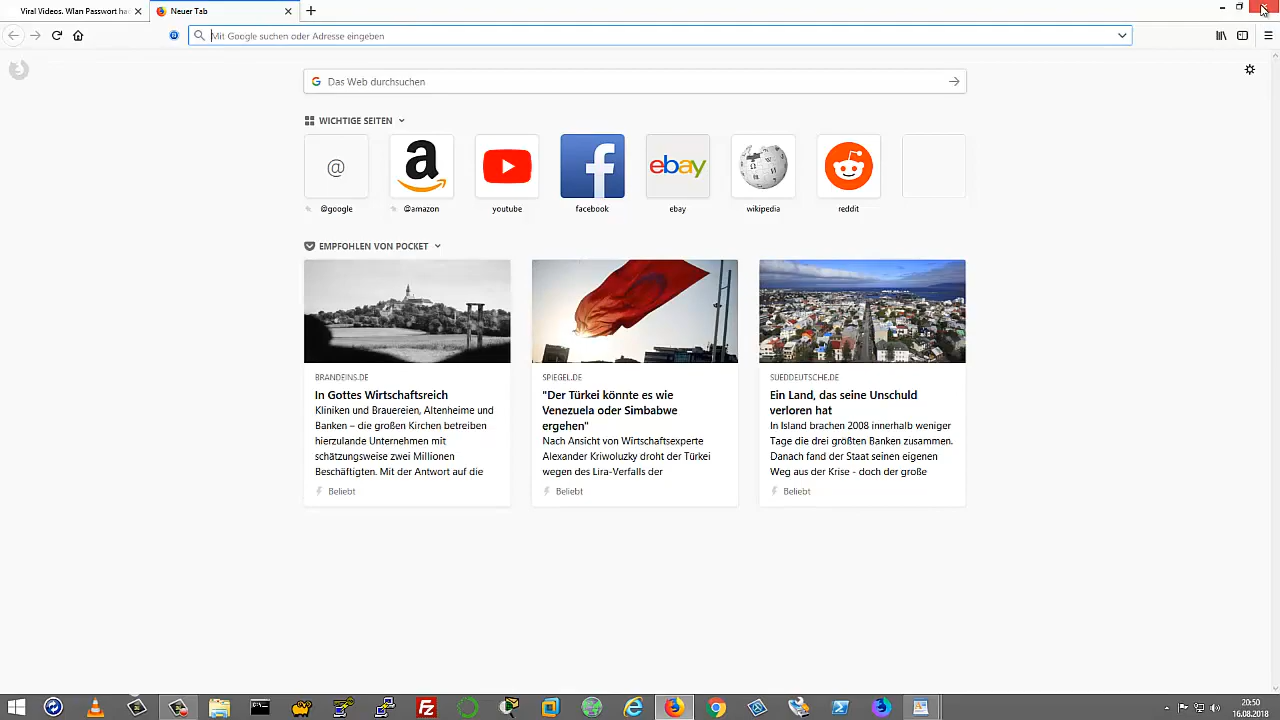 Viral Videos. Wlan Passwort ha
Neuer Tab
Mit Google suchen oder Adresse eingeben
Das Web durchsuchen
WICHTIGE SEITEN
@
a
f
ebay
@google
@amazon
youtube
facebook
ebay
wikipedia
reddit
EMPFOHLEN VON POCKET
BRANDEINS.DE
In Gottes Wirtschaftsreich
Kliniken und Brauereien, Altenheime und
Banken – die großen Kirchen betreiben
hierzulande Unternehmen mit
schätzungsweise zwei Millionen
Beschäftigten. Mit der Antwort auf die
Beliebt
SPIEGEL.DE
"Der Türkei könnte es wie
Venezuela oder Simbabwe
ergehen"
Nach Ansicht von Wirtschaftsexperte
Alexander Kriwoluzky droht der Türkei
wegen des Lira-Verfalls der
Beliebt
SUEDDEUTSCHE.DE
Ein Land, das seine Unschuld
verloren hat
In Island brachen 2008 innerhalb weniger
Tage die drei größten Banken zusammen.
Danach fand der Staat seinen eigenen
Weg aus der Krise - doch der große
Beliebt
20:50
16.08.2018